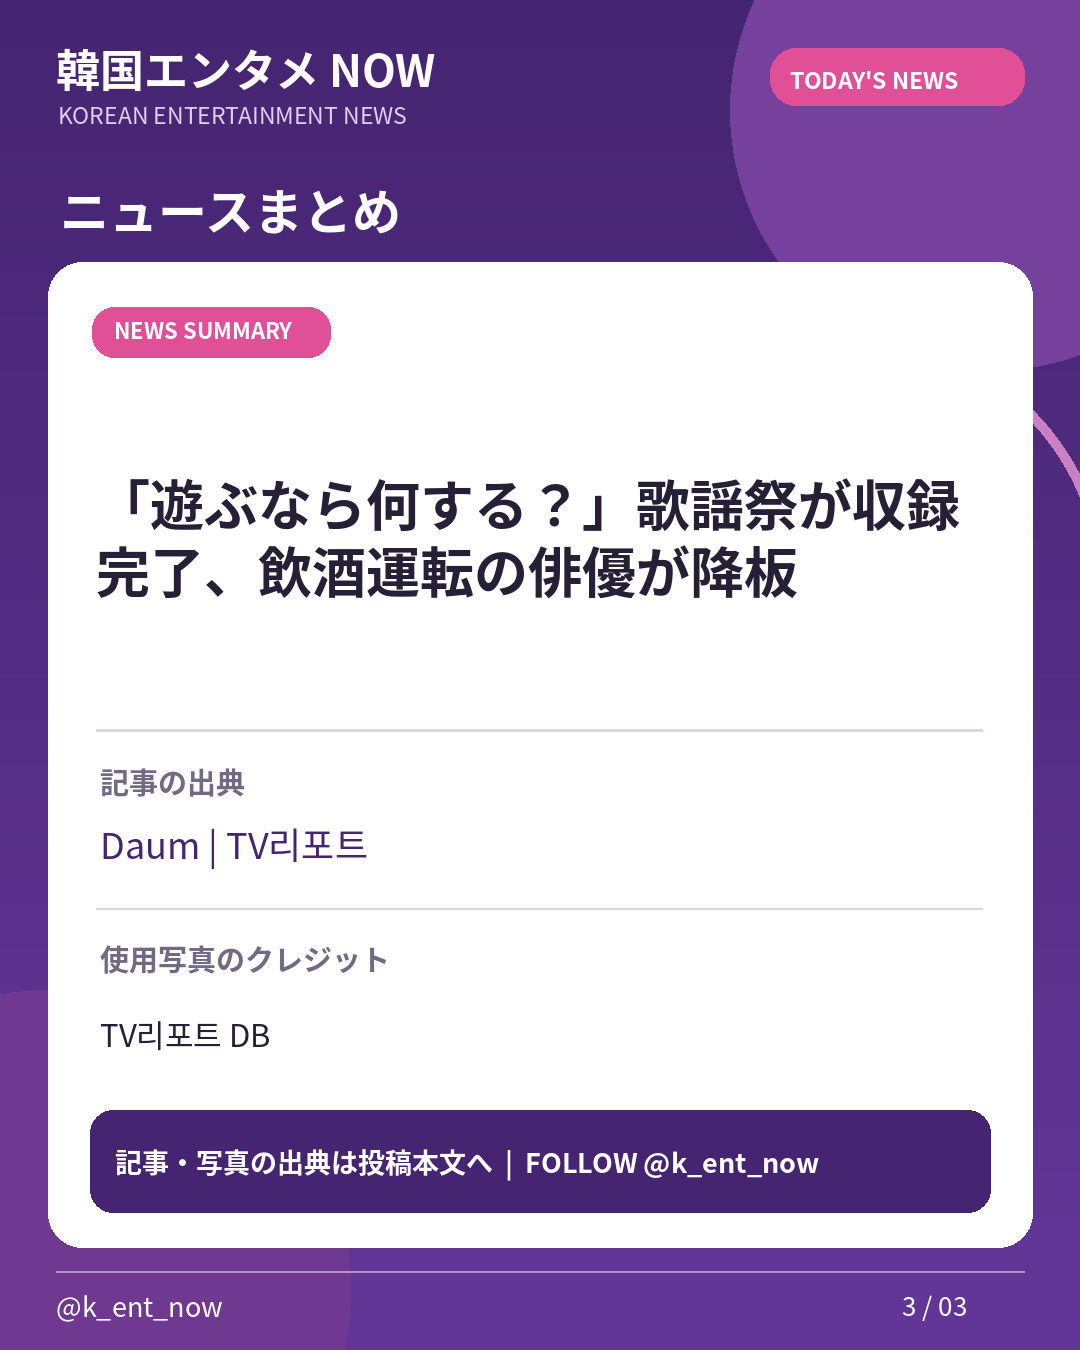 韓国エンタメ NOW
KOREAN ENTERTAINMENT NEWS
TODAY'S NEWS
ニュースまとめ
NEWS SUMMARY
「遊ぶなら何する？」歌謡祭が収録
完了、飲酒運転の俳優が降板
記事の出典
Daum | TV리포트
使用写真のクレジット
TV리포트 DB
記事・写真の出典は投稿本文へ | FOLLOW @k_ent_now
@k_ent_now
3 / 03